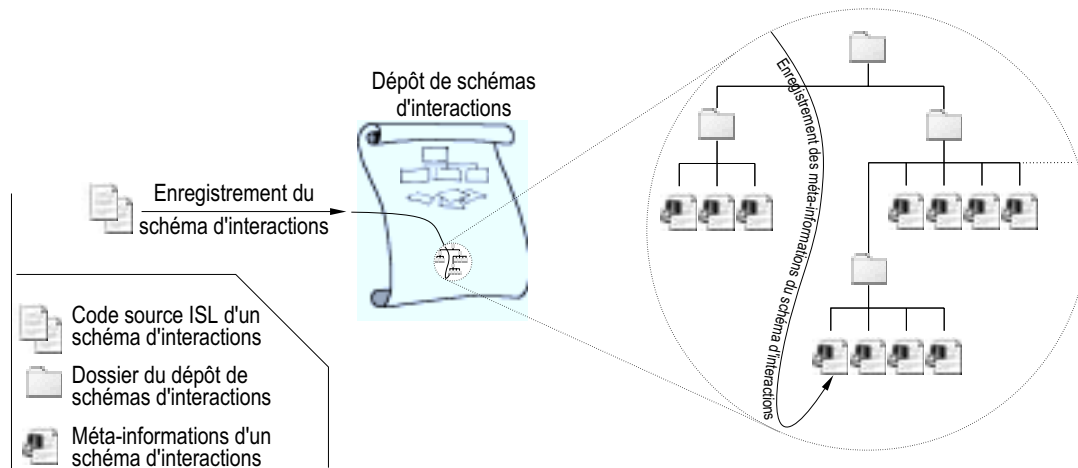 Dépôt de schémas
d'interactions
Enregistrement du
schéma d'interactions
Enregistrement des méta-informations du schéma d'interactions
Code source ISL d'un
schéma d'interactions
Dossier du dépôt de
schémas d'interactions
Méta-informations d'un
schéma d'interactions